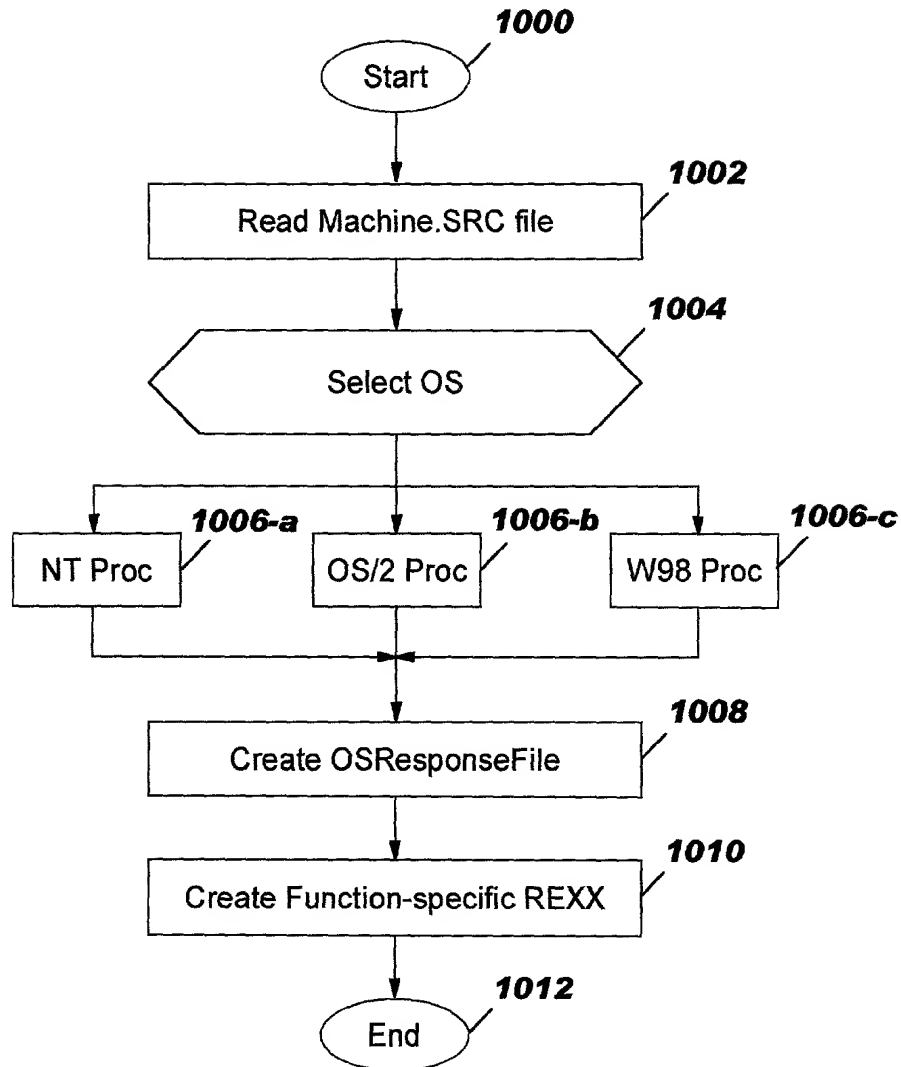 1000
Start
1002
Read Machine.SRC file
1004
Select OS
1006-a
1006-b
1006-c
NT Proc
OS/2 Proc
W98 Proc
1008
Create OSResponseFile
1010
Create Function-specific REXX
1012
End